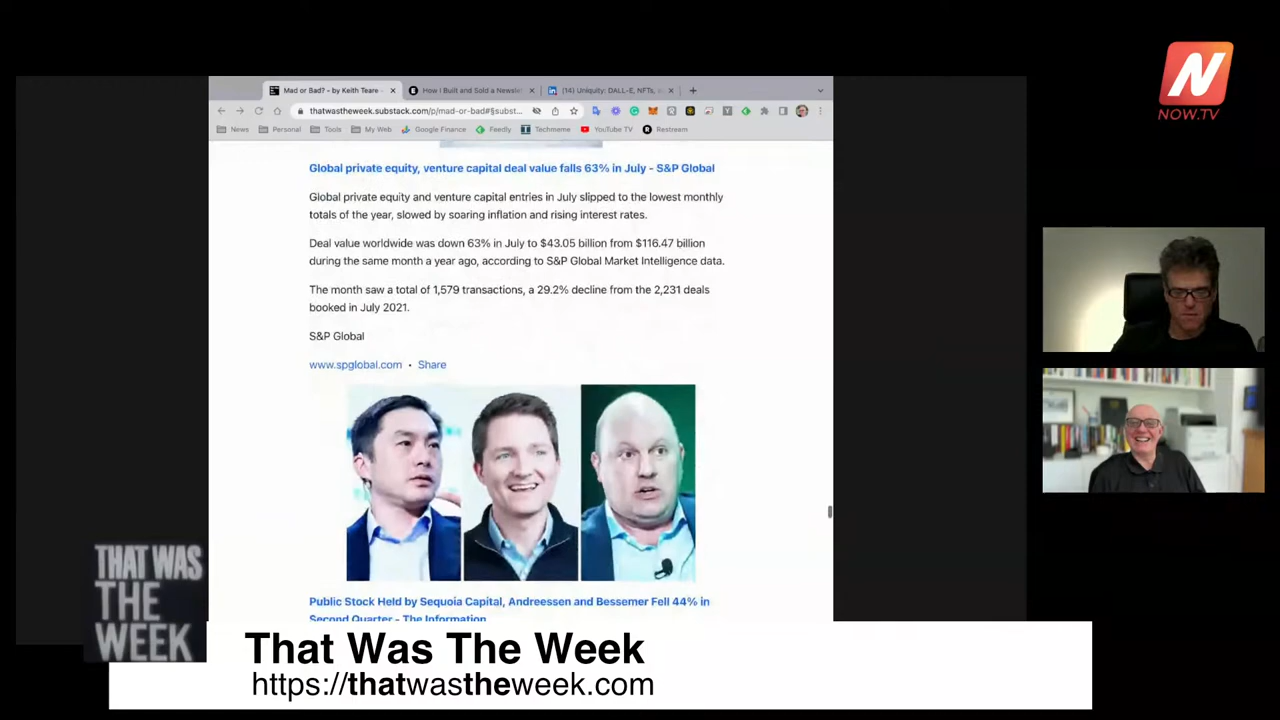 NOW.TV
Mad or Bad? - by Keith Teare
How I Built and Sold a Newslet
(14) Uniquity: DALL-E, NFTs,
thatwastheweek.substack.com/p/mad-or-bad#§subst...
News Personal Tools My Web Google Finance Feedly Techmeme YouTube TV Restream
Global private equity, venture capital deal value falls 63% in July - S&P Global
Global private equity and venture capital entries in July slipped to the lowest monthly
totals of the year, slowed by soaring inflation and rising interest rates.
Deal value worldwide was down 63% in July to $43.05 billion from $116.47 billion
during the same month a year ago, according to S&P Global Market Intelligence data.
The month saw a total of 1,579 transactions, a 29.2% decline from the 2,231 deals
booked in July 2021.
S&P Global
www.spglobal.com • Share
Public Stock Held by Sequoia Capital, Andreessen and Bessemer Fell 44% in
Second Quarter - The Information
THAT WAS
THE
WEEK
That Was The Week
https://thatwastheweek.com